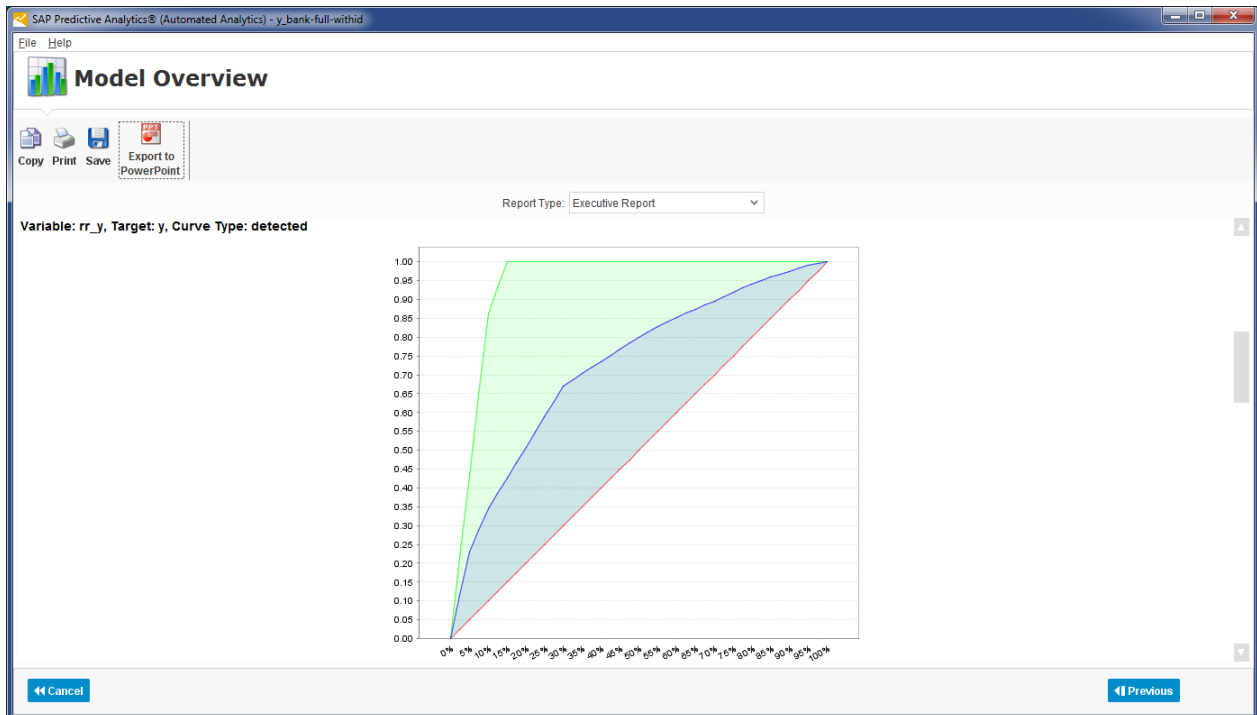 SAP Predictive Analytics® (Automated Analytics) - y_bank-full-withid
File Help
Model Overview
Copy Print Save Export to PowerPoint
Report Type: Executive Report
Variable: rr_y, Target: y, Curve Type: detected
1.00
0.95
0.90
0.85
0.80
0.75
0.70
0.65
0.60
0.55
0.50
0.45
0.40
0.35
0.30
0.25
0.20
0.15
0.10
0.05
0.00
0% 5% 10% 15% 20% 25% 30% 35% 40% 45% 50% 55% 60% 65% 70% 75% 80% 85% 90% 95% 100%
Cancel Previous